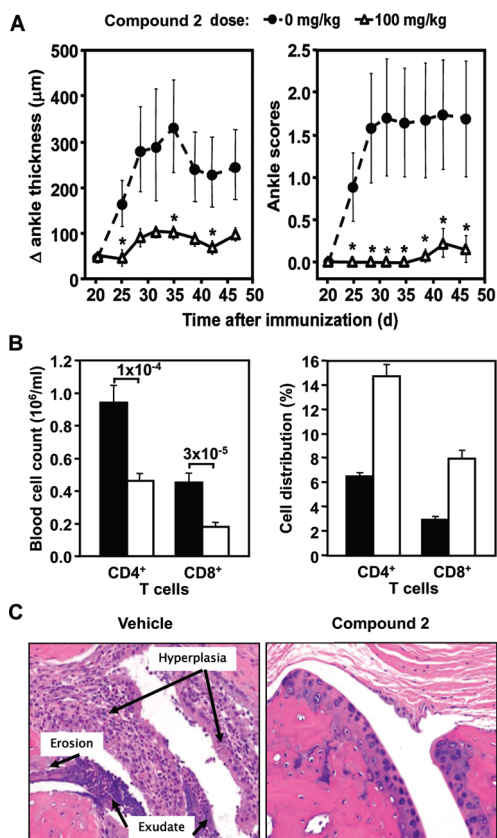 A
Compound 2 dose: 0 mg/kg 100 mg/kg
Δ ankle thickness (µm)
500
400
300
200
100
0
* * *
20 25 30 35 40 45 50
Ankle scores
2.5
2.0
1.5
1.0
0.5
0.0
* * * * * * *
20 25 30 35 40 45 50
Time after immunization (d)
B
Blood cell count (10⁶/ml)
1.2
1.0
0.8
0.6
0.4
0.2
0.0
1x10⁻⁴
3x10⁻⁵
CD4⁺ CD8⁺
T cells
Cell distribution (%)
16
14
12
10
8
6
4
2
0
CD4⁺ CD8⁺
T cells
C
Vehicle
Compound 2
Hyperplasia
Erosion
Exudate